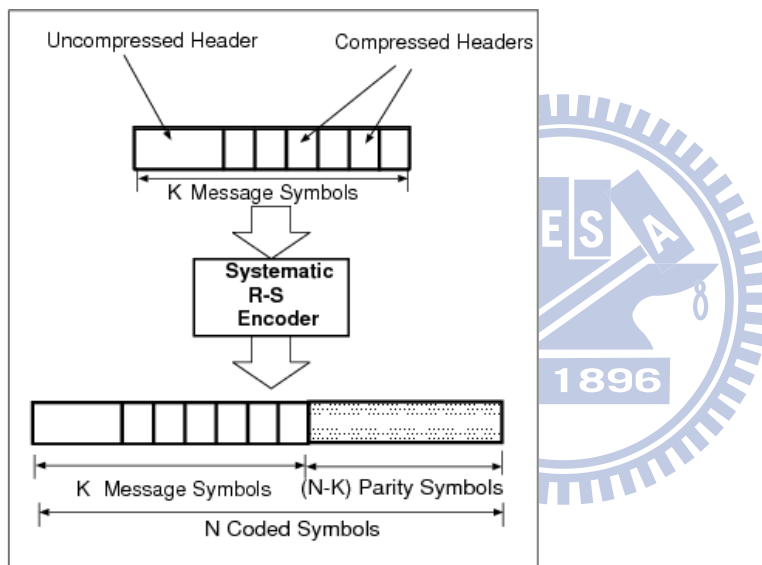 Uncompressed Header
Compressed Headers
K Message Symbols
Systematic
R-S
Encoder
K Message Symbols
(N-K) Parity Symbols
N Coded Symbols
E S A
1896